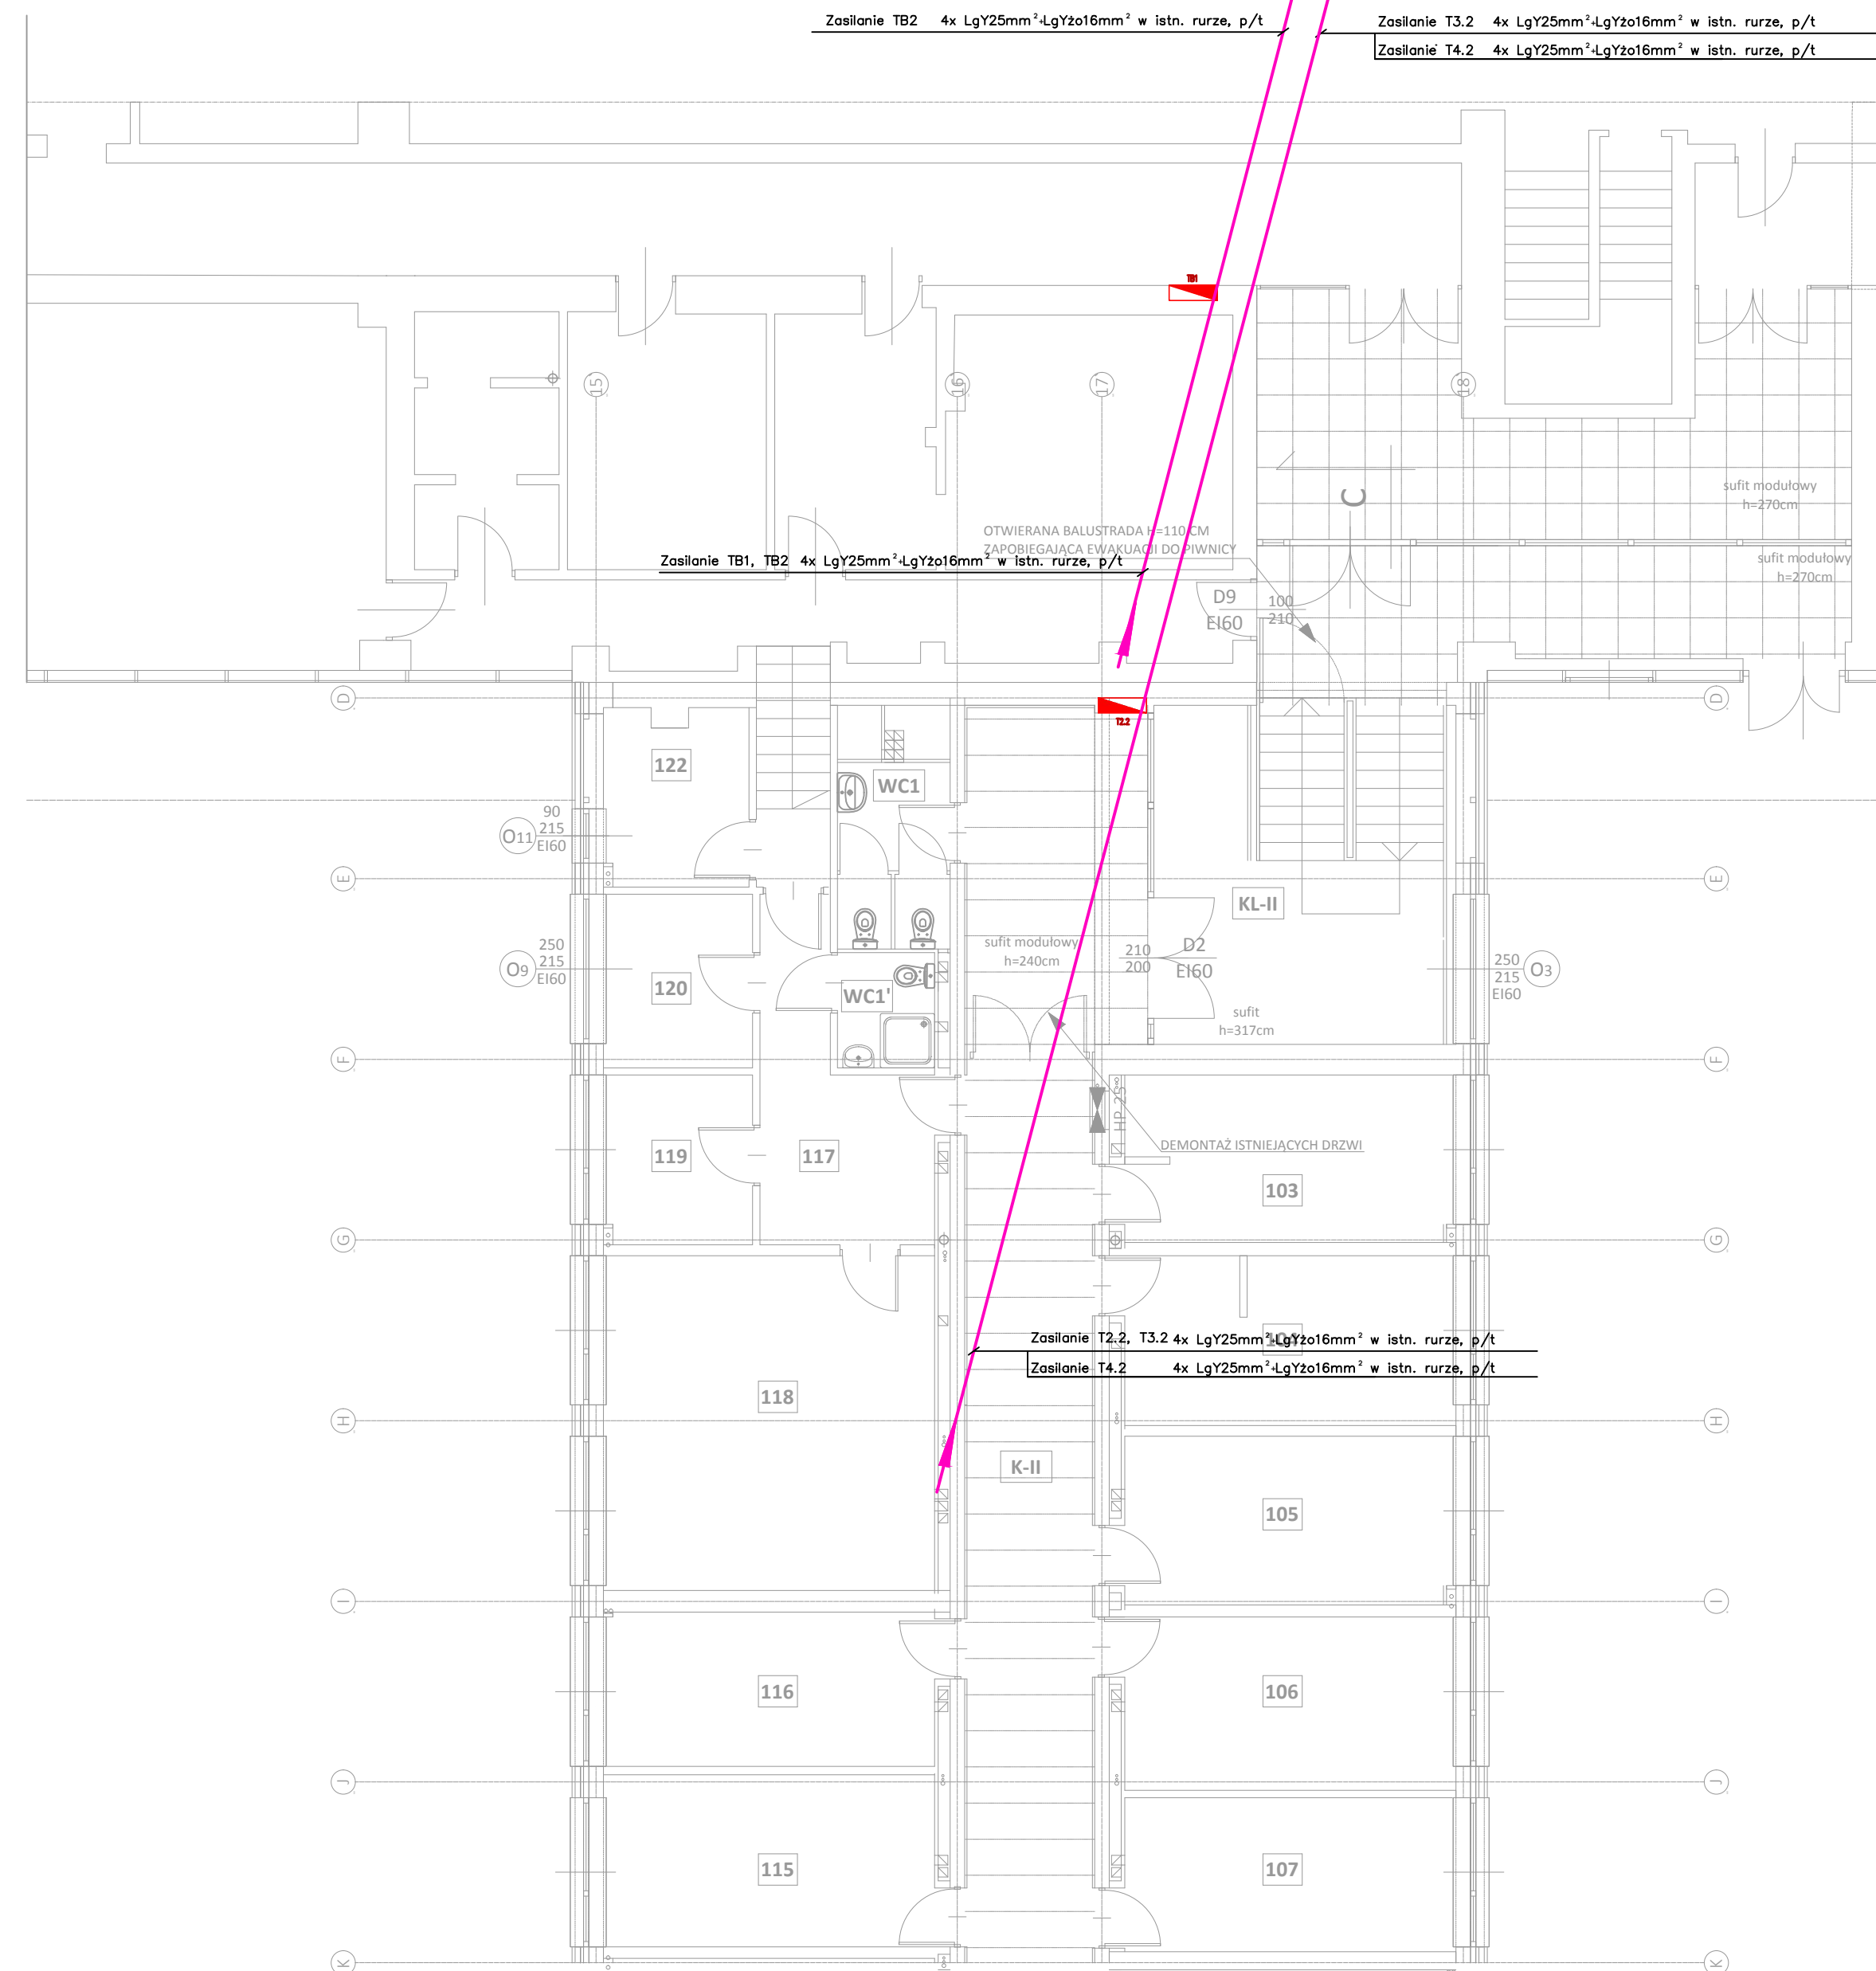 Zasilanie TB2 4x LgY25mm²+LgYżo16mm² w istn. rurze, p/t
Zasilanie T3.2 4x LgY25mm²+LgYżo16mm² w istn. rurze, p/t
Zasilanie T4.2 4x LgY25mm²+LgYżo16mm² w istn. rurze, p/t
TB1
15
16
17
18
sufit modułowy
h=270cm
C
OTWIERANA BALUSTRADA H=110 CM
ZAPOBIEGAJĄCA EWAKUACJI DO PIWNICY
Zasilanie TB1, TB2 4x LgY25mm²+LgYżo16mm² w istn. rurze, p/t
sufit modułowy
h=270cm
D9
EI60
100
210
D
D
T2.2
122
WC1
90
215
EI60
O11
E
E
KL-II
250
215
EI60
O9
120
WC1'
sufit modułowy
h=240cm
210
200
D2
EI60
250
215
EI60
O3
sufit
h=317cm
F
F
HP 25
119
117
DEMONTAŻ ISTNIEJĄCYCH DRZWI
103
G
G
Zasilanie T2.2, T3.2 4x LgY25mm²+LgYżo16mm² w istn. rurze, p/t
104
Zasilanie T4.2 4x LgY25mm²+LgYżo16mm² w istn. rurze, p/t
118
H
H
K-II
105
I
I
116
106
J
J
115
107
K
K